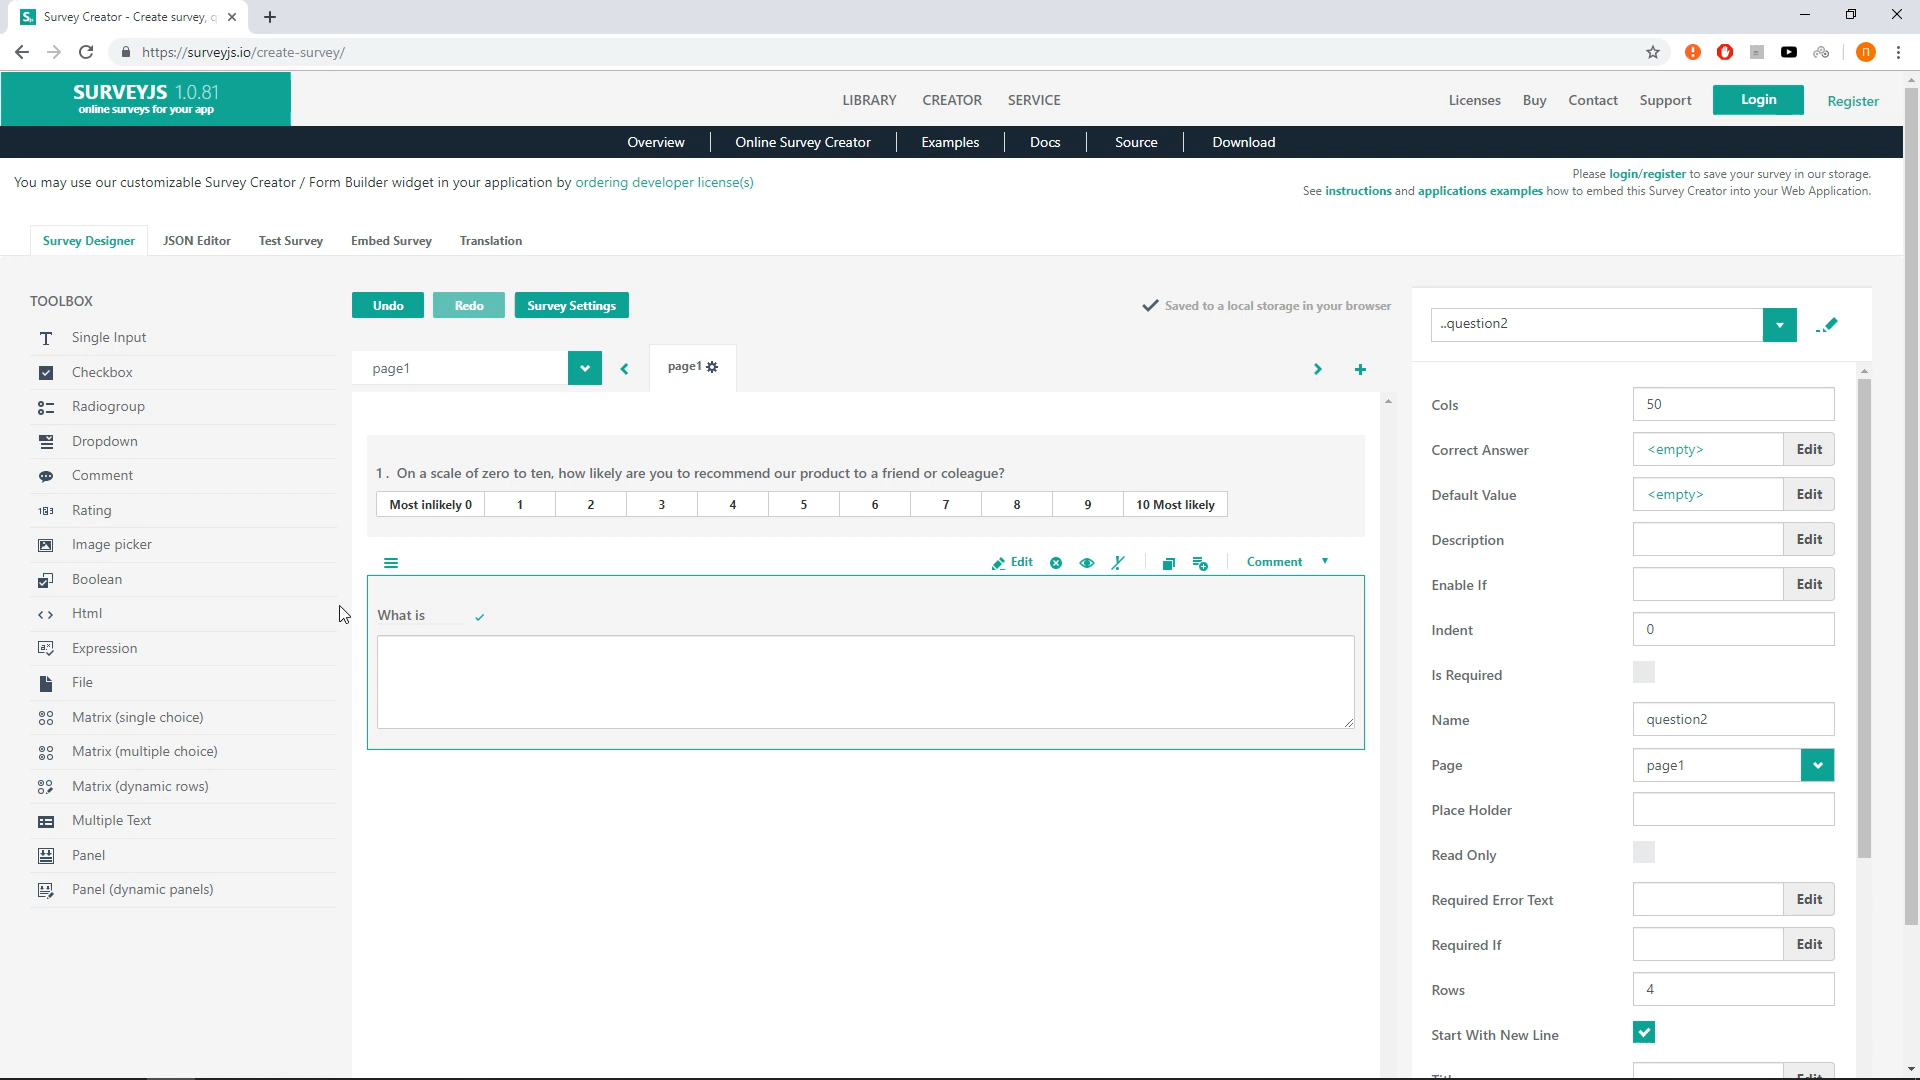 Survey Creator - Create survey, q
https://surveyjs.io/create-survey/
П
SURVEYJS 1.0.81
online surveys for your app
LIBRARY CREATOR SERVICE
Licenses Buy Contact Support Login Register
Overview Online Survey Creator Examples Docs Source Download
You may use our customizable Survey Creator / Form Builder widget in your application by ordering developer license(s)
Please login/register to save your survey in our storage.
See instructions and applications examples how to embed this Survey Creator into your Web Application.
Survey Designer JSON Editor Test Survey Embed Survey Translation
TOOLBOX
Single Input
Checkbox
Radiogroup
Dropdown
Comment
Rating
Image picker
Boolean
Html
Expression
File
Matrix (single choice)
Matrix (multiple choice)
Matrix (dynamic rows)
Multiple Text
Panel
Panel (dynamic panels)
Undo Redo Survey Settings
Saved to a local storage in your browser
page1
page1
1. On a scale of zero to ten, how likely are you to recommend our product to a friend or coleague?
Most inlikely 0 1 2 3 4 5 6 7 8 9 10 Most likely
Edit Comment
What is
..question2
Cols 50
Correct Answer <empty> Edit
Default Value <empty> Edit
Description Edit
Enable If Edit
Indent 0
Is Required
Name question2
Page page1
Place Holder
Read Only
Required Error Text Edit
Required If Edit
Rows 4
Start With New Line